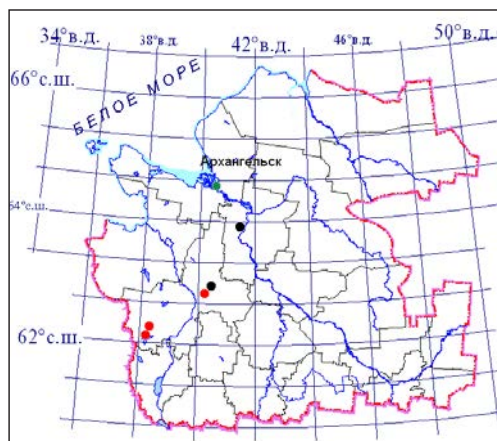 34°в.д.
38°в.д.
42°в.д.
46°в.д.
50°в.д.
66°с.ш.
БЕЛОЕ МОРЕ
Архангельск
64°с.ш.
62°с.ш.